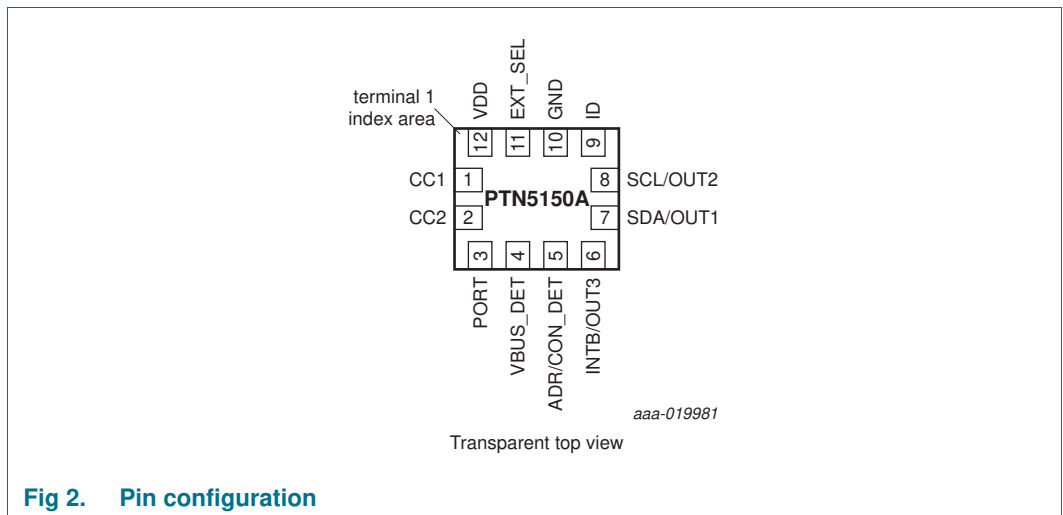 terminal 1
index area
VDD
EXT_SEL
GND
ID
12
11
10
9
CC1
1
8
SCL/OUT2
PTN5150A
CC2
2
7
SDA/OUT1
3
4
5
6
PORT
VBUS_DET
ADR/CON_DET
INTB/OUT3
aaa-019981
Transparent top view
Fig 2. Pin configuration